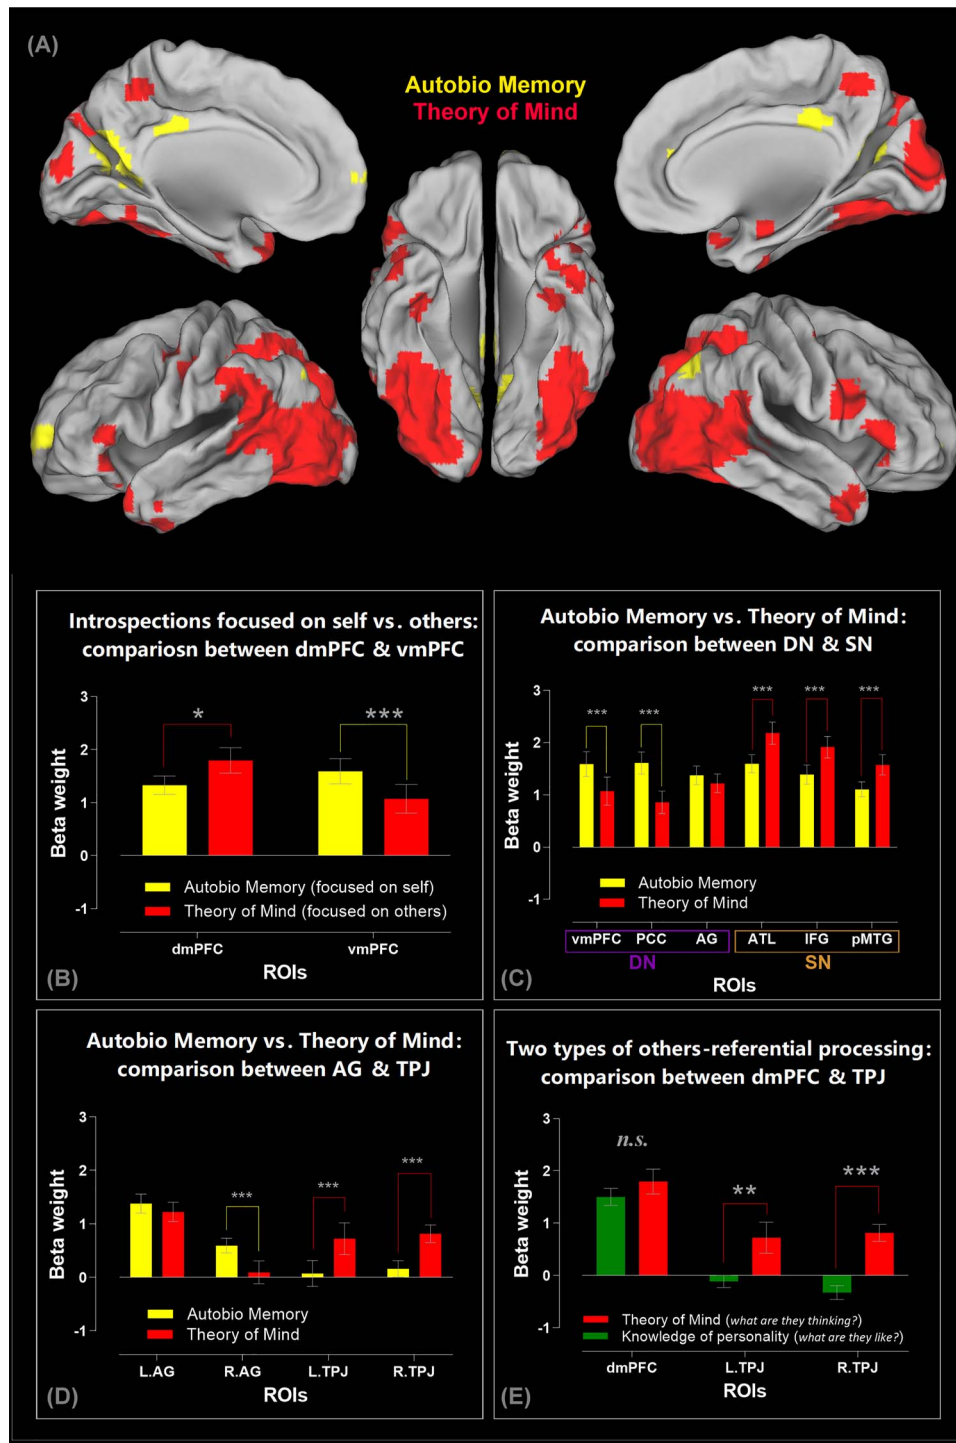 (A)
Autobio Memory
Theory of Mind
Introspections focused on self vs. others:
compariosn between dmPFC & vmPFC
Beta weight
3
2
1
0
-1
*
***
Autobio Memory (focused on self)
Theory of Mind (focused on others)
dmPFC
vmPFC
ROIs
(B)
Autobio Memory vs. Theory of Mind:
comparison between DN & SN
Beta weight
3
2
1
0
-1
***
***
***
***
***
Autobio Memory
Theory of Mind
vmPFC
PCC
AG
ATL
IFG
pMTG
DN
SN
ROIs
(C)
Autobio Memory vs. Theory of Mind:
comparison between AG & TPJ
Beta weight
3
2
1
0
-1
***
***
***
Autobio Memory
Theory of Mind
L.AG
R.AG
L.TPJ
R.TPJ
ROIs
(D)
Two types of others-referential processing:
comparison between dmPFC & TPJ
Beta weight
3
2
1
0
-1
n.s.
**
***
Theory of Mind (what are they thinking?)
Knowledge of personality (what are they like?)
dmPFC
L.TPJ
R.TPJ
ROIs
(E)